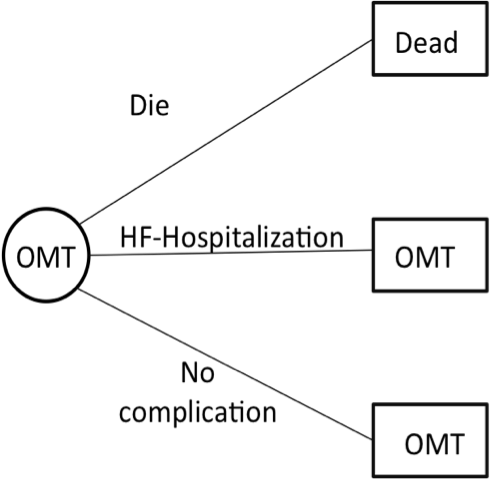 Dead
Die
HF-Hospitalization
OMT
OMT
No
complication
OMT